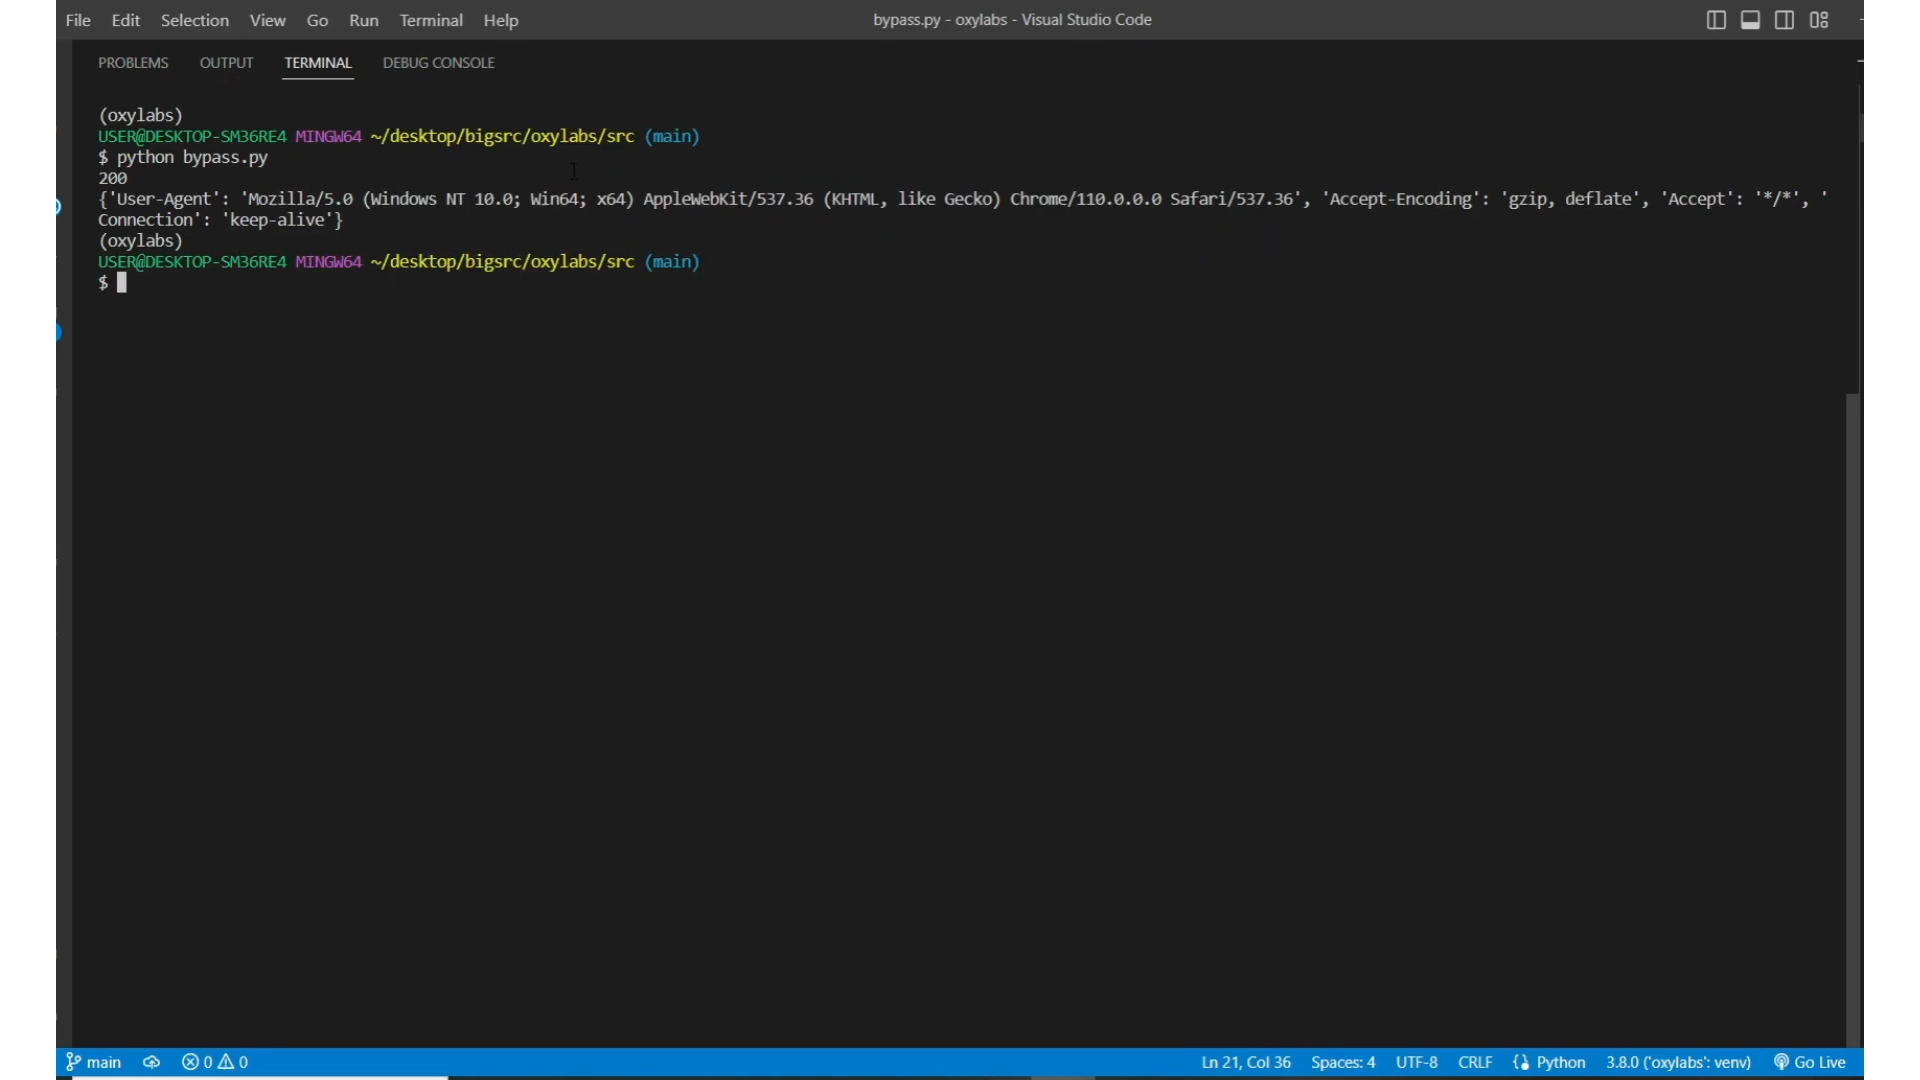 File Edit Selection View Go Run Terminal Help bypass.py - oxylabs - Visual Studio Code
PROBLEMS OUTPUT TERMINAL DEBUG CONSOLE
(oxylabs)
USER@DESKTOP-SM36RE4 MINGW64 ~/desktop/bigsrc/oxylabs/src (main)
$ python bypass.py
200
{'User-Agent': 'Mozilla/5.0 (Windows NT 10.0; Win64; x64) AppleWebKit/537.36 (KHTML, like Gecko) Chrome/110.0.0.0 Safari/537.36', 'Accept-Encoding': 'gzip, deflate', 'Accept': '*/*', '
Connection': 'keep-alive'}
(oxylabs)
USER@DESKTOP-SM36RE4 MINGW64 ~/desktop/bigsrc/oxylabs/src (main)
$
main 0 0 Ln 21, Col 36 Spaces: 4 UTF-8 CRLF Python 3.8.0 ('oxylabs': venv) Go Live